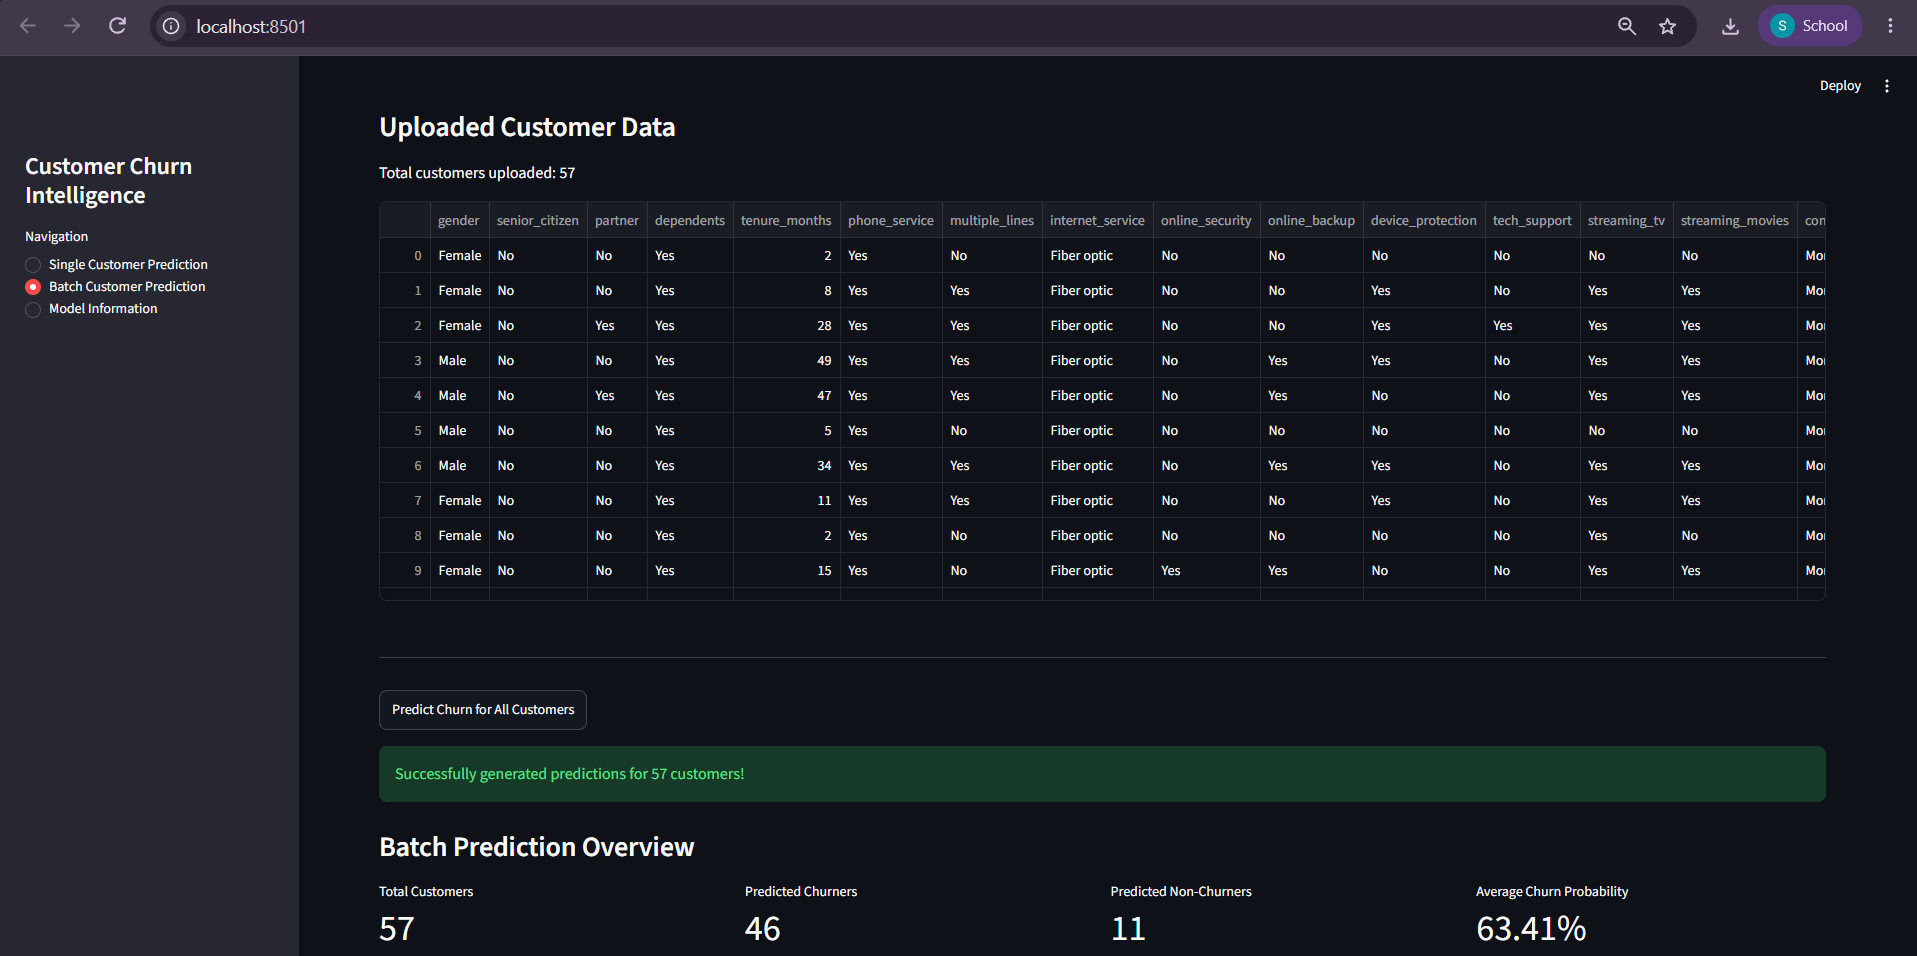 localhost:8501
S School
Deploy
Customer Churn
Intelligence
Navigation
Single Customer Prediction
Batch Customer Prediction
Model Information
Uploaded Customer Data
Total customers uploaded: 57
gender senior_citizen partner dependents tenure_months phone_service multiple_lines internet_service online_security online_backup device_protection tech_support streaming_tv streaming_movies con
0 Female No No Yes 2 Yes No Fiber optic No No No No No No Mo
1 Female No No Yes 8 Yes Yes Fiber optic No No Yes No Yes Yes Mo
2 Female No Yes Yes 28 Yes Yes Fiber optic No No Yes Yes Yes Yes Mo
3 Male No No Yes 49 Yes Yes Fiber optic No Yes Yes No Yes Yes Mo
4 Male No Yes Yes 47 Yes Yes Fiber optic No Yes No No Yes Yes Mo
5 Male No No Yes 5 Yes No Fiber optic No No No No No No Mo
6 Male No No Yes 34 Yes Yes Fiber optic No Yes Yes No Yes Yes Mo
7 Female No No Yes 11 Yes Yes Fiber optic No No Yes No Yes Yes Mo
8 Female No No Yes 2 Yes No Fiber optic No No No No Yes No Mo
9 Female No No Yes 15 Yes No Fiber optic Yes Yes No No Yes Yes Mo
Predict Churn for All Customers
Successfully generated predictions for 57 customers!
Batch Prediction Overview
Total Customers Predicted Churners Predicted Non-Churners Average Churn Probability
57 46 11 63.41%